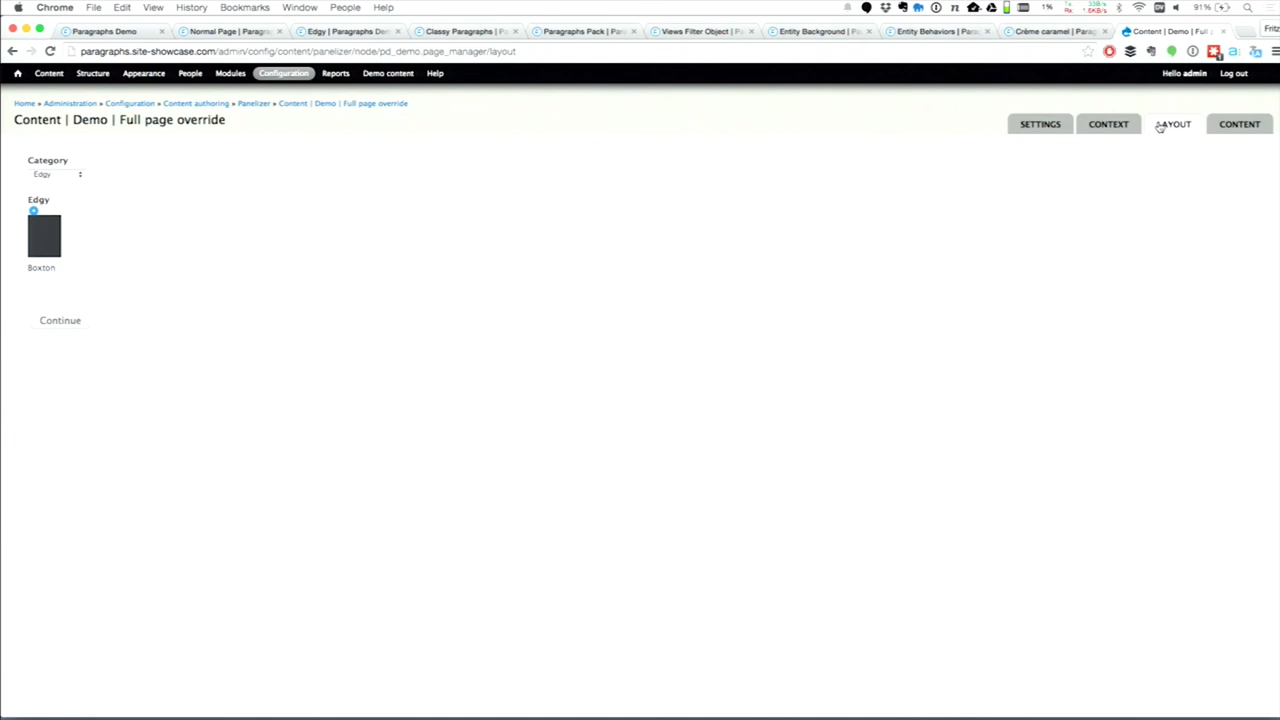 Chrome File Edit View History Bookmarks Window People Help
1% 91%
Paragraphs Demo
Normal Page | Paragra
Edgy | Paragraphs Dem
Classy Paragraphs | P
Paragraphs Pack | Para
Views Filter Object | Pa
Entity Background | Pa
Entity Behaviors | Para
Crème caramel | Parag
Content | Demo | Full
Fritz
paragraphs.site-showcase.com/admin/config/content/panelizer/node/pd_demo.page_manager/layout
Content Structure Appearance People Modules Configuration Reports Demo content Help Hello admin Log out
Home » Administration » Configuration » Content authoring » Panelizer » Content | Demo | Full page override
Content | Demo | Full page override
SETTINGS CONTEXT LAYOUT CONTENT
Category
Edgy
Edgy
Boxton
Continue